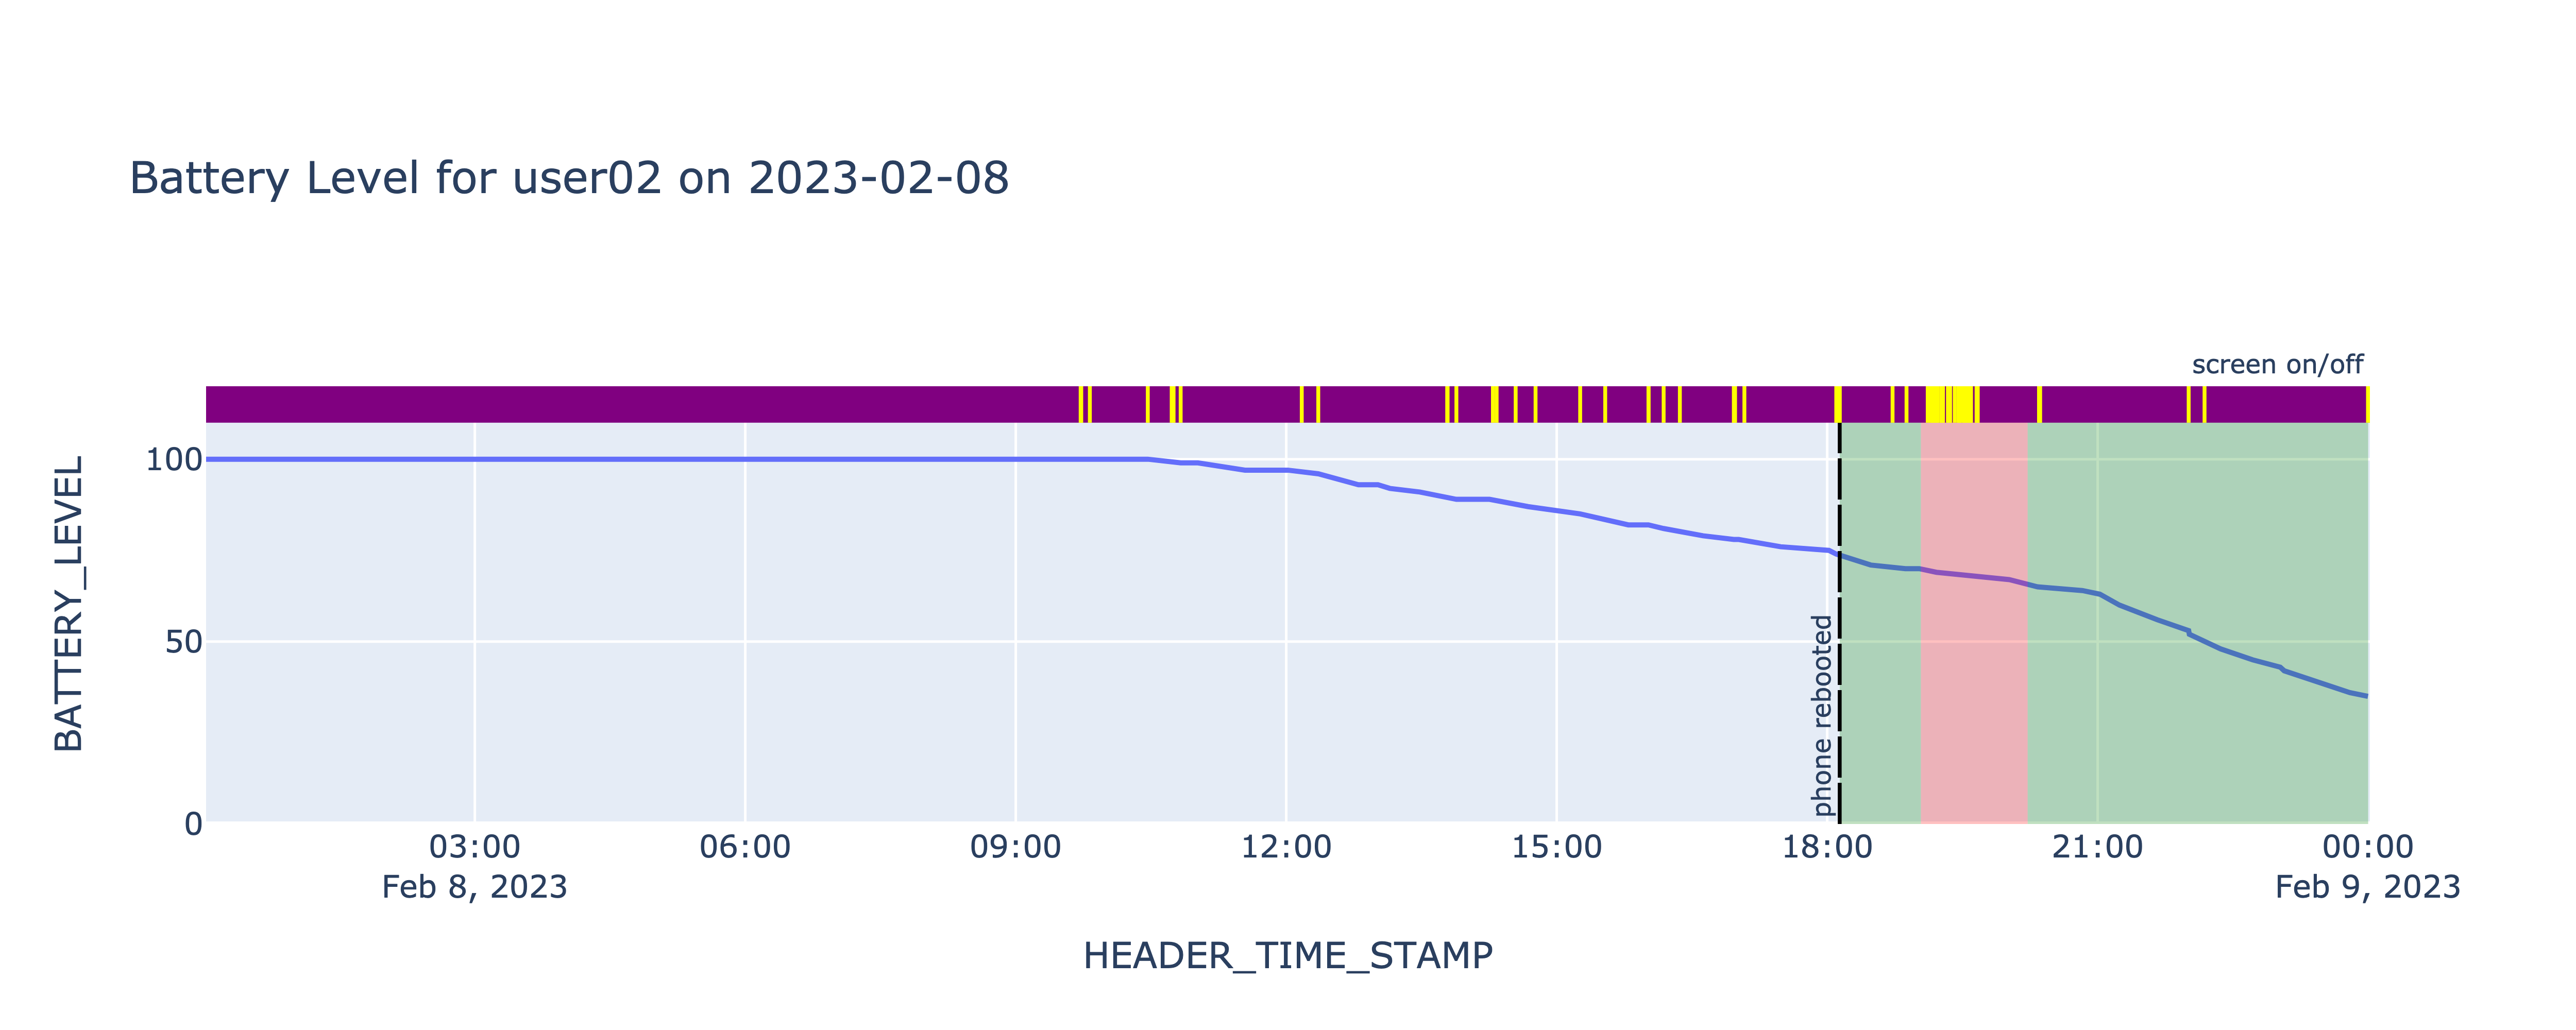 Battery Level for user02 on 2023-02-08
screen on/off
BATTERY_LEVEL
100
50
0
phone rebooted
03:00
Feb 8, 2023
06:00
09:00
12:00
15:00
18:00
21:00
00:00
Feb 9, 2023
HEADER_TIME_STAMP